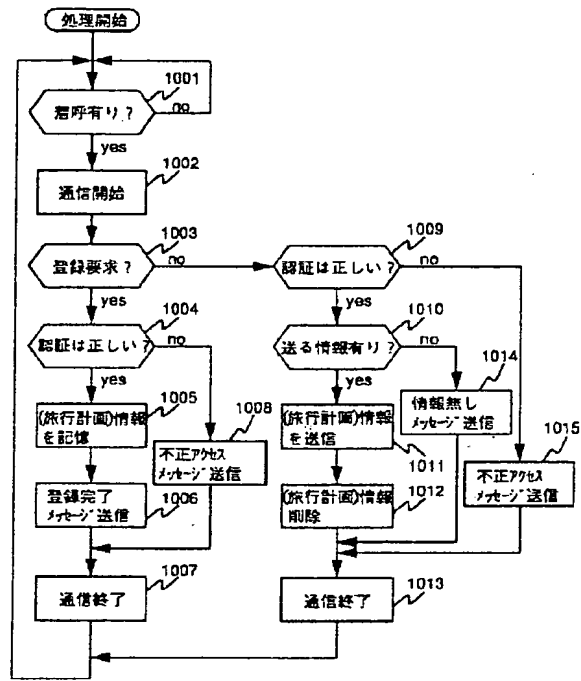 処理開始
1001
着呼有り?
no
yes
1002
通信開始
1003
登録要求?
no
yes
1004
認証は正しい?
no
yes
1005
(旅行計画)情報
を記憶
1008
不正アクセス
メッセージ送信
1006
登録完了
メッセージ送信
1007
通信終了
1009
認証は正しい?
no
yes
1010
送る情報有り?
no
yes
1011
(旅行計画)情報
を送信
1014
情報無し
メッセージ送信
1012
(旅行計画)情報
削除
1015
不正アクセス
メッセージ送信
1013
通信終了